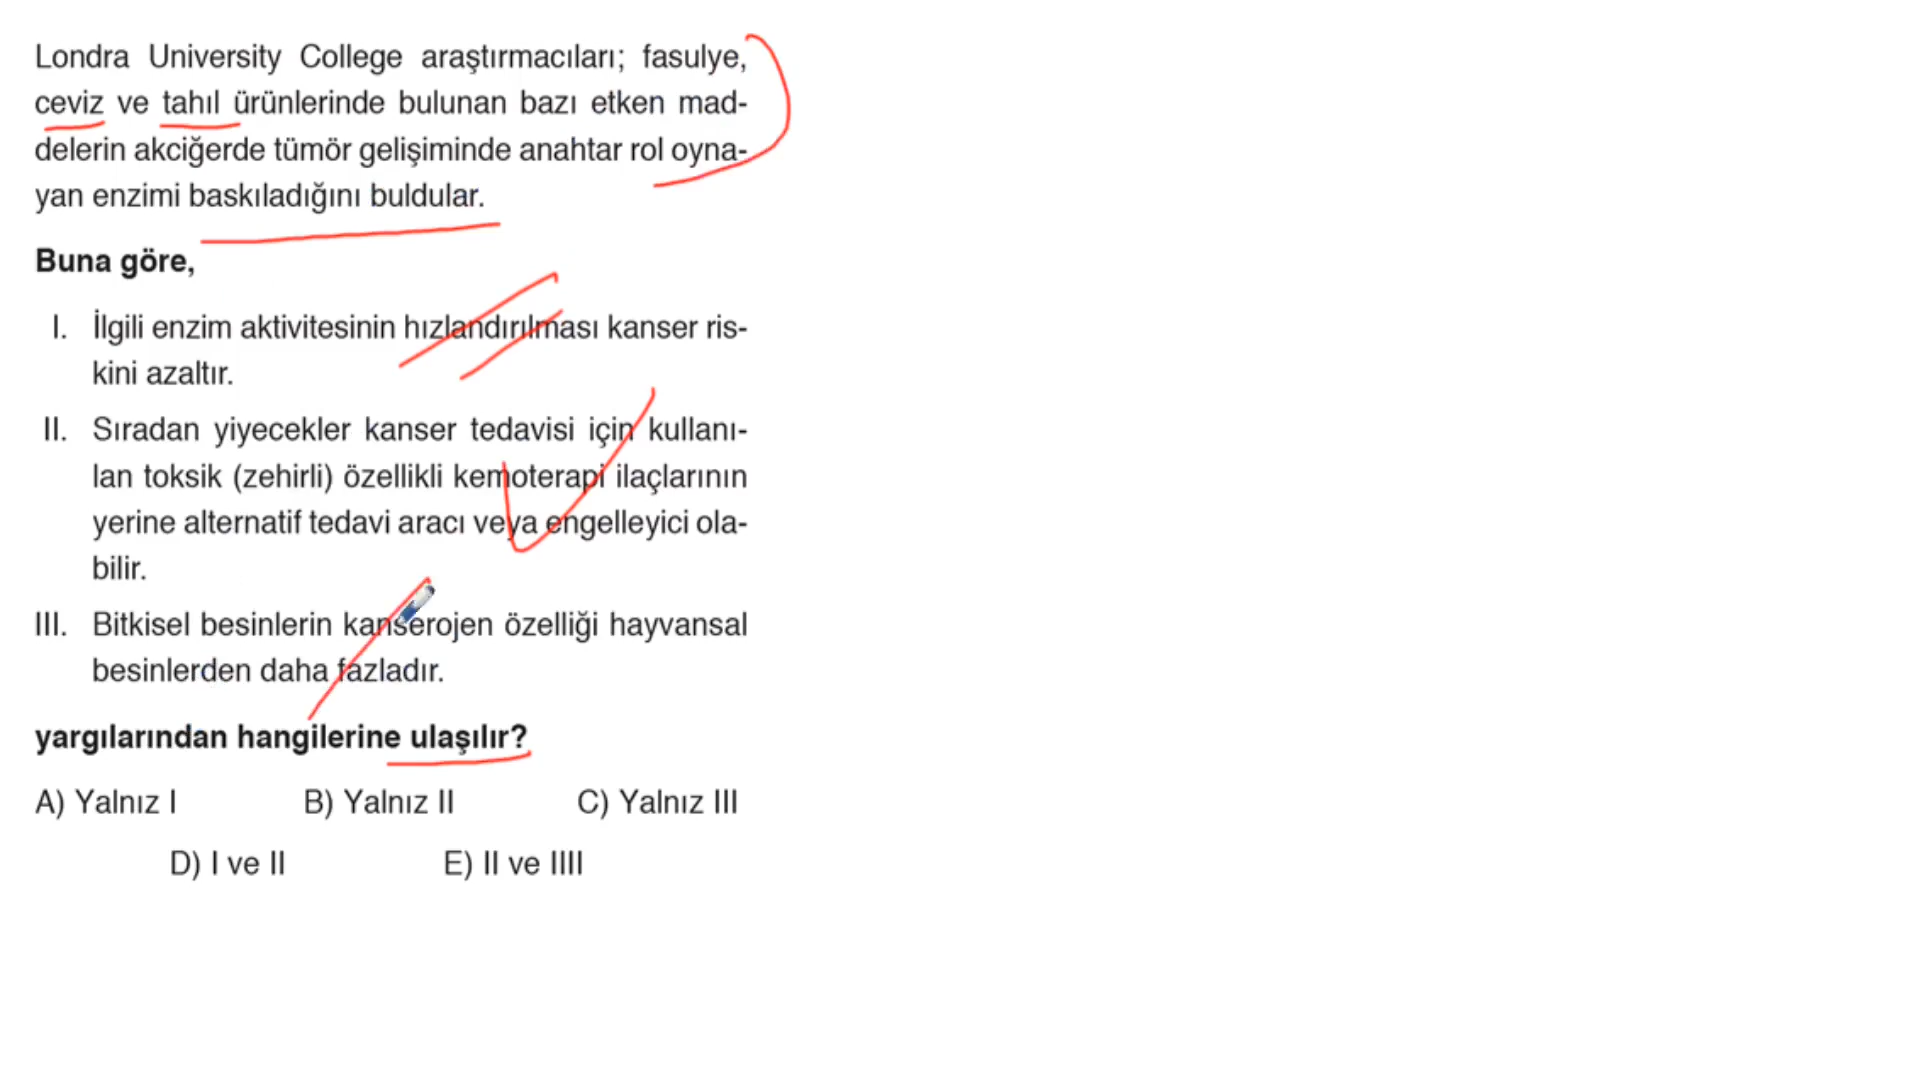 Londra University College araştırmacıları; fasulye,
ceviz ve tahıl ürünlerinde bulunan bazı etken mad-
delerin akciğerde tümör gelişiminde anahtar rol oyna-
yan enzimi baskıladığını buldular.
Buna göre,
I. İlgili enzim aktivitesinin hızlandırılması kanser ris-
kini azaltır.
II. Sıradan yiyecekler kanser tedavisi için kullanı-
lan toksik (zehirli) özellikli kemoterapi ilaçlarının
yerine alternatif tedavi aracı veya engelleyici ola-
bilir.
III. Bitkisel besinlerin kanserojen özelliği hayvansal
besinlerden daha fazladır.
yargılarından hangilerine ulaşılır?
A) Yalnız I B) Yalnız II C) Yalnız III
D) I ve II E) II ve IIII